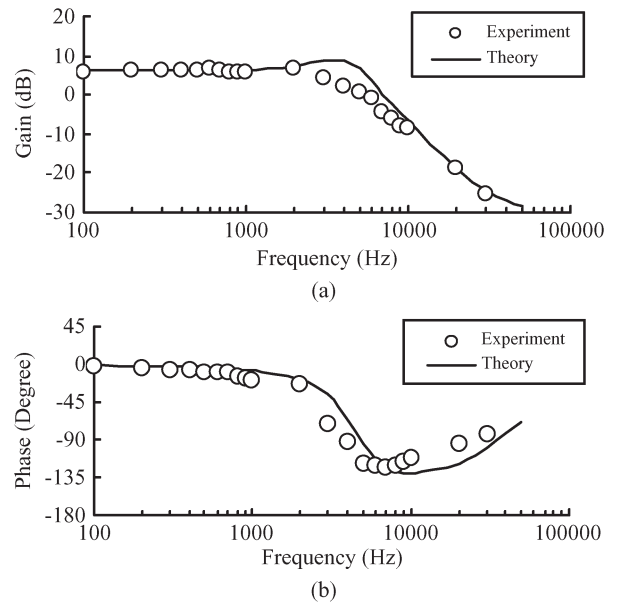 20
10
0
-10
-20
-30
Gain (dB)
Experiment
Theory
100
1000
10000
100000
Frequency (Hz)
(a)
45
0
-45
-90
-135
-180
Phase (Degree)
Experiment
Theory
100
1000
10000
100000
Frequency (Hz)
(b)